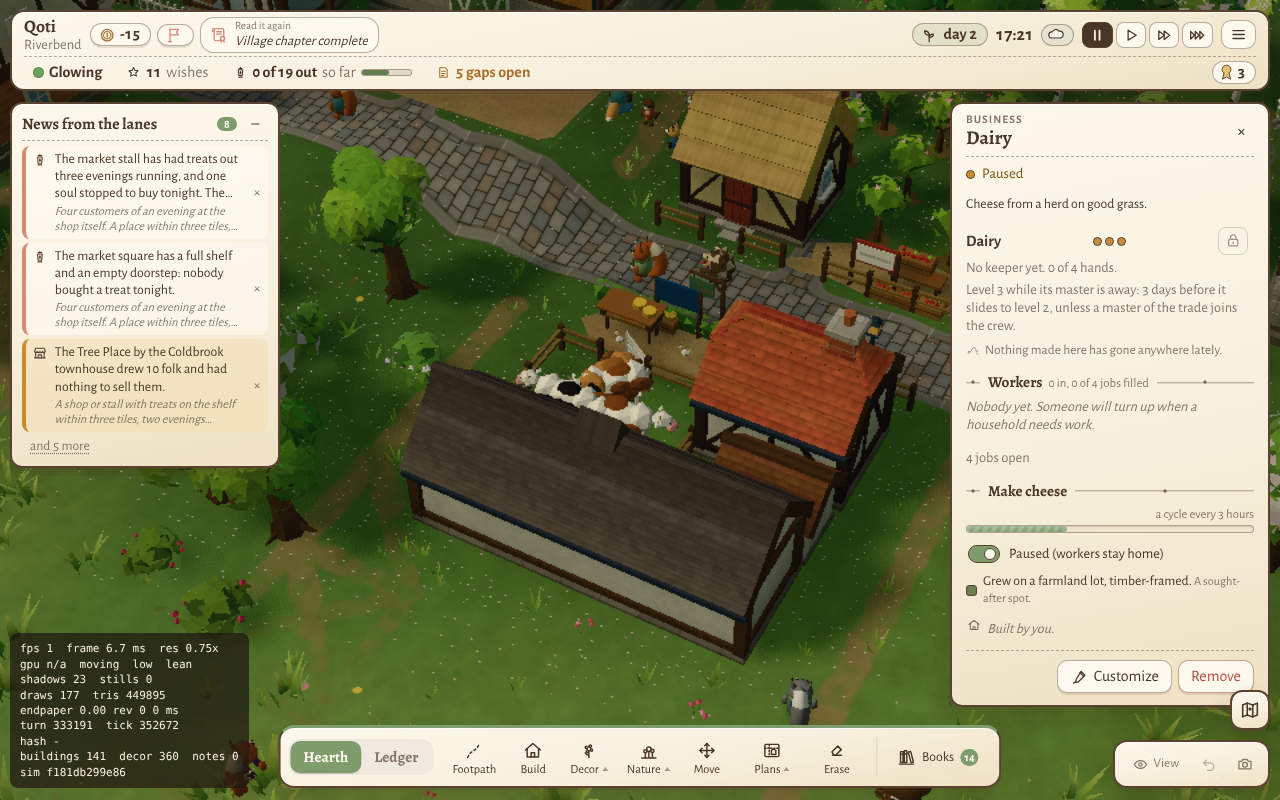 Qoti
Riverbend
-15
Read it again
Village chapter complete
day 2
17:21
Glowing
11 wishes
0 of 19 out so far
5 gaps open
3
News from the lanes
8
The market stall has had treats out
three evenings running, and one
soul stopped to buy tonight. The…
Four customers of an evening at the
shop itself. A place within three tiles,…
The market square has a full shelf
and an empty doorstep: nobody
bought a treat tonight.
Four customers of an evening at the
shop itself. A place within three tiles,…
The Tree Place by the Coldbrook
townhouse drew 10 folk and had
nothing to sell them.
A shop or stall with treats on the shelf
within three tiles, two evenings…
and 5 more
BUSINESS
Dairy
Paused
Cheese from a herd on good grass.
Dairy
No keeper yet. 0 of 4 hands.
Level 3 while its master is away: 3 days before it
slides to level 2, unless a master of the trade joins
the crew.
Nothing made here has gone anywhere lately.
Workers 0 in, 0 of 4 jobs filled
Nobody yet. Someone will turn up when a
household needs work.
4 jobs open
Make cheese
a cycle every 3 hours
Paused (workers stay home)
Grew on a farmland lot, timber-framed. A sought-
after spot.
Built by you.
Customize
Remove
fps 1 frame 6.7 ms res 0.75x
gpu n/a moving low lean
shadows 23 stills 0
draws 177 tris 449895
endpaper 0.00 rev 0 0 ms
turn 333191 tick 352672
hash -
buildings 141 decor 360 notes 0
sim f181db299e86
Hearth
Ledger
Footpath
Build
Decor
Nature
Move
Plans
Erase
Books 14
View